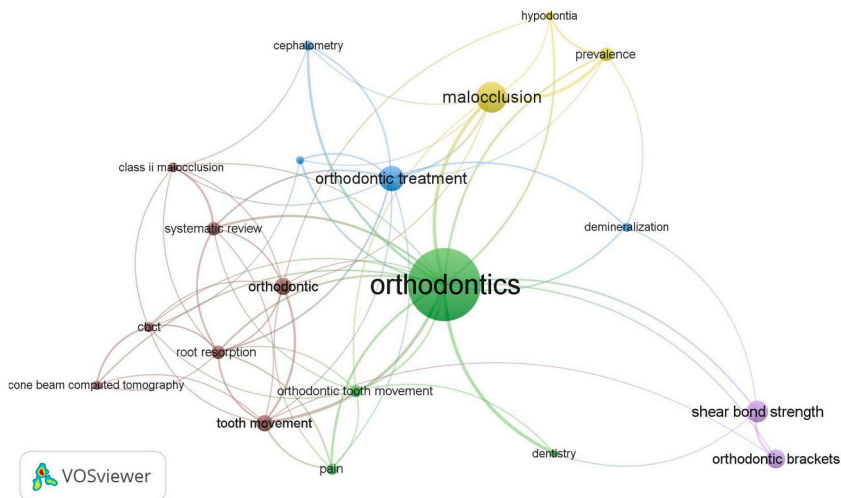 hypodontia
cephalometry
prevalence
malocclusion
class ii malocclusion
orthodontic treatment
systematic review
demineralization
orthodontic
orthodontics
cbct
root resorption
cone beam computed tomography
orthodontic tooth movement
shear bond strength
tooth movement
dentistry
orthodontic brackets
pain
VOSviewer